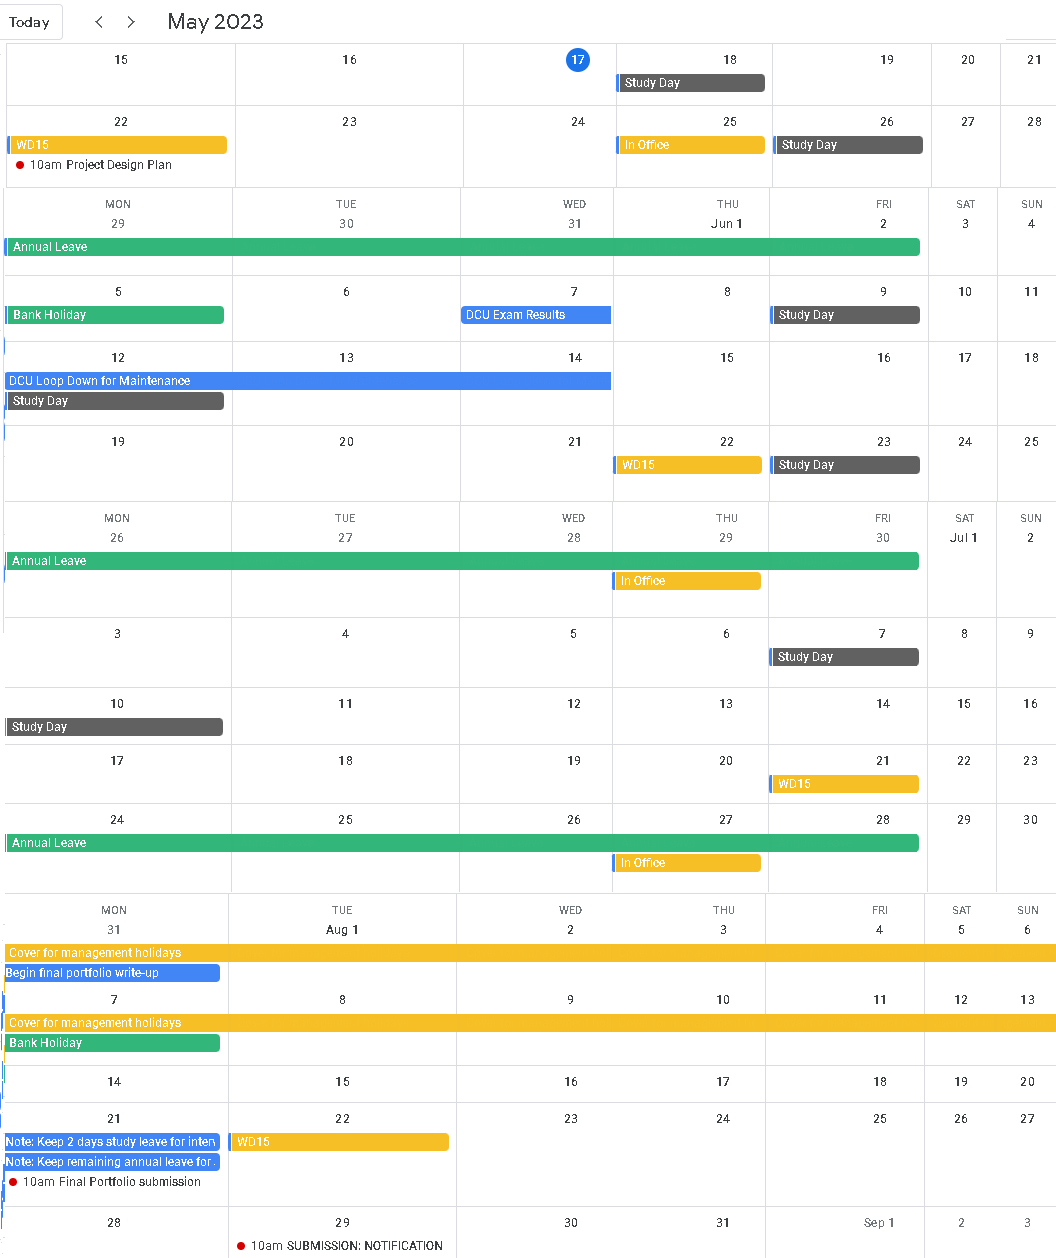 Today < > May 2023
15 16 17 18 19 20 21
Study Day
22 23 24 25 26 27 28
WD15 In Office Study Day
10am Project Design Plan
MON TUE WED THU FRI SAT SUN
29 30 31 Jun 1 2 3 4
Annual Leave
5 6 7 8 9 10 11
Bank Holiday DCU Exam Results Study Day
12 13 14 15 16 17 18
DCU Loop Down for Maintenance
Study Day
19 20 21 22 23 24 25
WD15 Study Day
MON TUE WED THU FRI SAT SUN
26 27 28 29 30 Jul 1 2
Annual Leave
In Office
3 4 5 6 7 8 9
Study Day
10 11 12 13 14 15 16
Study Day
17 18 19 20 21 22 23
WD15
24 25 26 27 28 29 30
Annual Leave
In Office
MON TUE WED THU FRI SAT SUN
31 Aug 1 2 3 4 5 6
Cover for management holidays
Begin final portfolio write-up
7 8 9 10 11 12 13
Cover for management holidays
Bank Holiday
14 15 16 17 18 19 20
21 22 23 24 25 26 27
Note: Keep 2 days study leave for inter WD15
Note: Keep remaining annual leave for
10am Final Portfolio submission
28 29 30 31 Sep 1 2 3
10am SUBMISSION: NOTIFICATION